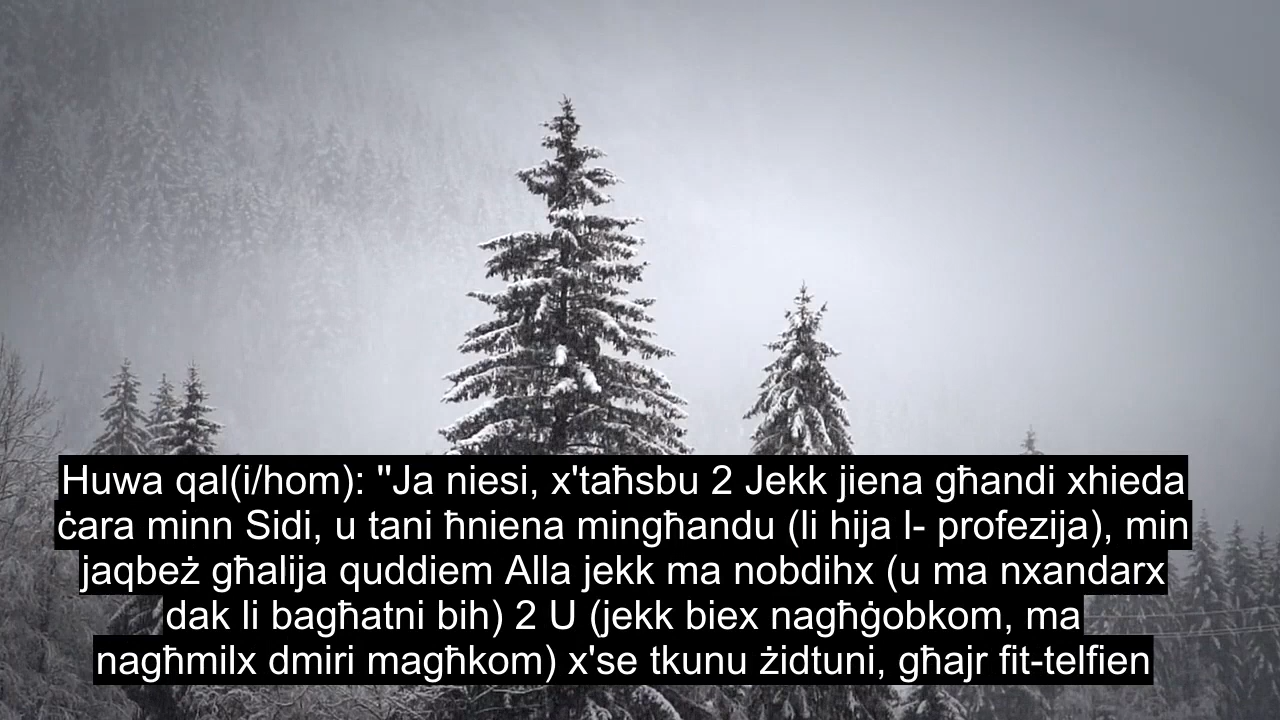 Huwa qal(i/hom): "Ja niesi, x'taħsbu 2 Jekk jiena għandi xhieda
ċara minn Sidi, u tani ħniena mingħandu (li hija l- profezija), min
jaqbeż għalija quddiem Alla jekk ma nobdihx (u ma nxandarx
dak li bagħatni bih) 2 U (jekk biex nagħġobkom, ma
nagħmilx dmiri magħkom) x'se tkunu żidtuni, għajr fit-telfien